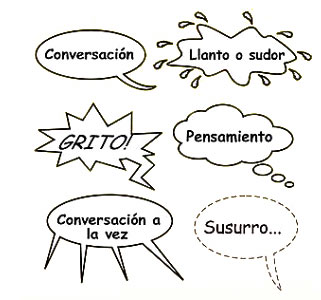 Conversación
Llanto o sudor
GRITO!
Pensamiento
Conversación a
la vez
Susurro...